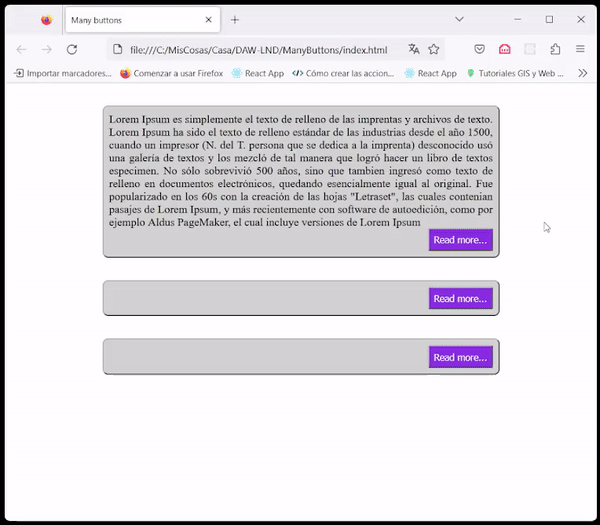 Many buttons
file:///C:/MisCosas/Casa/DAW-LND/ManyButtons/index.html
Importar marcadores... Comenzar a usar Firefox React App Cómo crear las accion... React App Tutoriales GIS y Web ...
Lorem Ipsum es simplemente el texto de relleno de las imprentas y archivos de texto.
Lorem Ipsum ha sido el texto de relleno estándar de las industrias desde el año 1500,
cuando un impresor (N. del T. persona que se dedica a la imprenta) desconocido usó
una galería de textos y los mezcló de tal manera que logró hacer un libro de textos
especimen. No sólo sobrevivió 500 años, sino que tambien ingresó como texto de
relleno en documentos electrónicos, quedando esencialmente igual al original. Fue
popularizado en los 60s con la creación de las hojas "Letraset", las cuales contenian
pasajes de Lorem Ipsum, y más recientemente con software de autoedición, como por
ejemplo Aldus PageMaker, el cual incluye versiones de Lorem Ipsum
Read more...
Read more...
Read more...